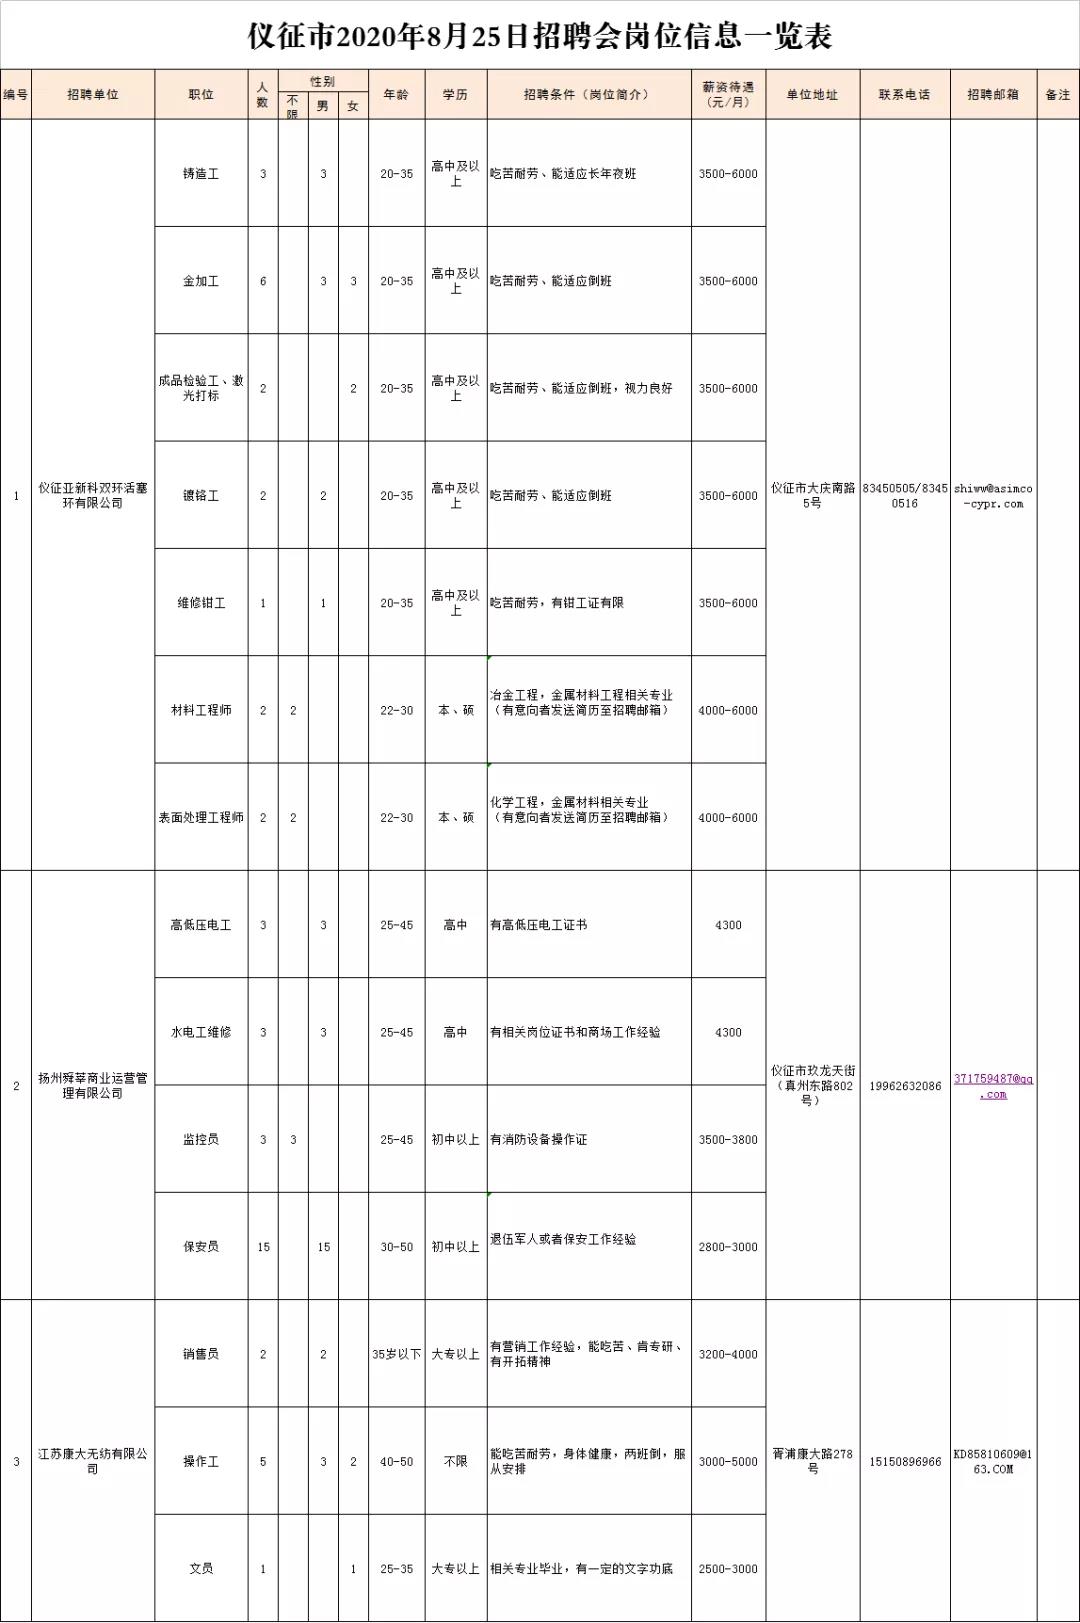 仪征市2020年8月25日招聘会岗位信息一览表
编号 招聘单位 职位 人数 性别 年龄 学历 招聘条件（岗位简介） 薪资待遇（元/月） 单位地址 联系电话 招聘邮箱 备注
不限 男 女
1 仪征亚新科双环活塞环有限公司 仪征市大庆南路5号 83450505/83450516 shiww@asimco-cypr.com
铸造工 3 3 20-35 高中及以上 吃苦耐劳、能适应长年夜班 3500-6000
金加工 6 3 3 20-35 高中及以上 吃苦耐劳、能适应倒班 3500-6000
成品检验工、激光打标 2 2 20-35 高中及以上 吃苦耐劳、能适应倒班，视力良好 3500-6000
镀铬工 2 2 20-35 高中及以上 吃苦耐劳、能适应倒班 3500-6000
维修钳工 1 1 20-35 高中及以上 吃苦耐劳，有钳工证有限 3500-6000
材料工程师 2 2 22-30 本、硕 冶金工程，金属材料工程相关专业（有意向者发送简历至招聘邮箱） 4000-6000
表面处理工程师 2 2 22-30 本、硕 化学工程，金属材料相关专业（有意向者发送简历至招聘邮箱） 4000-6000
2 扬州舜莘商业运营管理有限公司 仪征市玖龙天街（真州东路802号） 19962632086 371759487@qq.com
高低压电工 3 3 25-45 高中 有高低压电工证书 4300
水电工维修 3 3 25-45 高中 有相关岗位证书和商场工作经验 4300
监控员 3 3 25-45 初中以上 有消防设备操作证 3500-3800
保安员 15 15 30-50 初中以上 退伍军人或者保安工作经验 2800-3000
3 江苏康大无纺有限公司 胥浦康大路278号 15150896966 KD85810609@163.COM
销售员 2 2 35岁以下 大专以上 有营销工作经验，能吃苦、肯专研、有开拓精神 3200-4000
操作工 5 3 2 40-50 不限 能吃苦耐劳，身体健康，两班倒，服从安排 3000-5000
文员 1 1 25-35 大专以上 相关专业毕业，有一定的文字功底 2500-3000